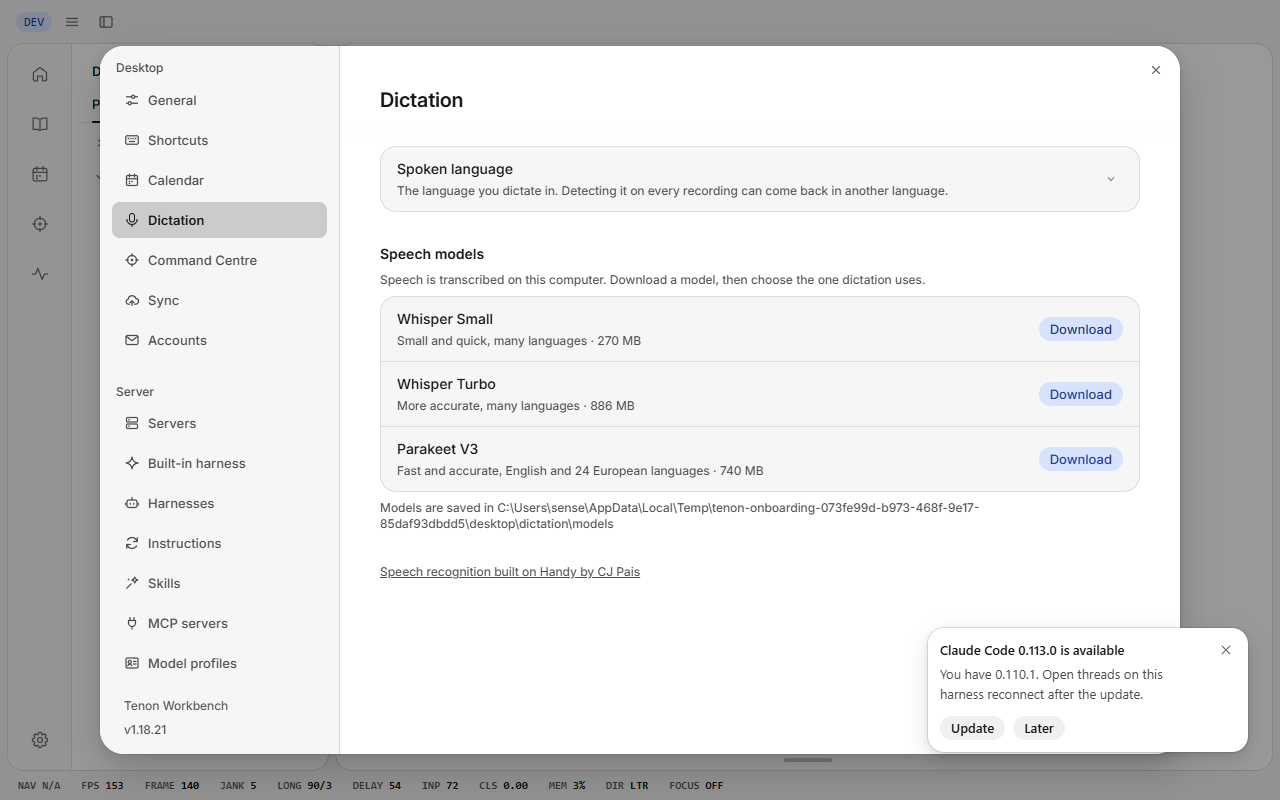 DEV
Desktop
General
Shortcuts
Calendar
Dictation
Command Centre
Sync
Accounts
Server
Servers
Built-in harness
Harnesses
Instructions
Skills
MCP servers
Model profiles
Tenon Workbench
v1.18.21
Dictation
Spoken language
The language you dictate in. Detecting it on every recording can come back in another language.
Speech models
Speech is transcribed on this computer. Download a model, then choose the one dictation uses.
Whisper Small
Small and quick, many languages · 270 MB
Download
Whisper Turbo
More accurate, many languages · 886 MB
Download
Parakeet V3
Fast and accurate, English and 24 European languages · 740 MB
Download
Models are saved in C:\Users\sense\AppData\Local\Temp\tenon-onboarding-073fe99d-b973-468f-9e17-
85daf93dbdd5\desktop\dictation\models
Speech recognition built on Handy by CJ Pais
Claude Code 0.113.0 is available
You have 0.110.1. Open threads on this
harness reconnect after the update.
Update Later
NAV N/A FPS 153 FRAME 140 JANK 5 LONG 90/3 DELAY 54 INP 72 CLS 0.00 MEM 3% DIR LTR FOCUS OFF